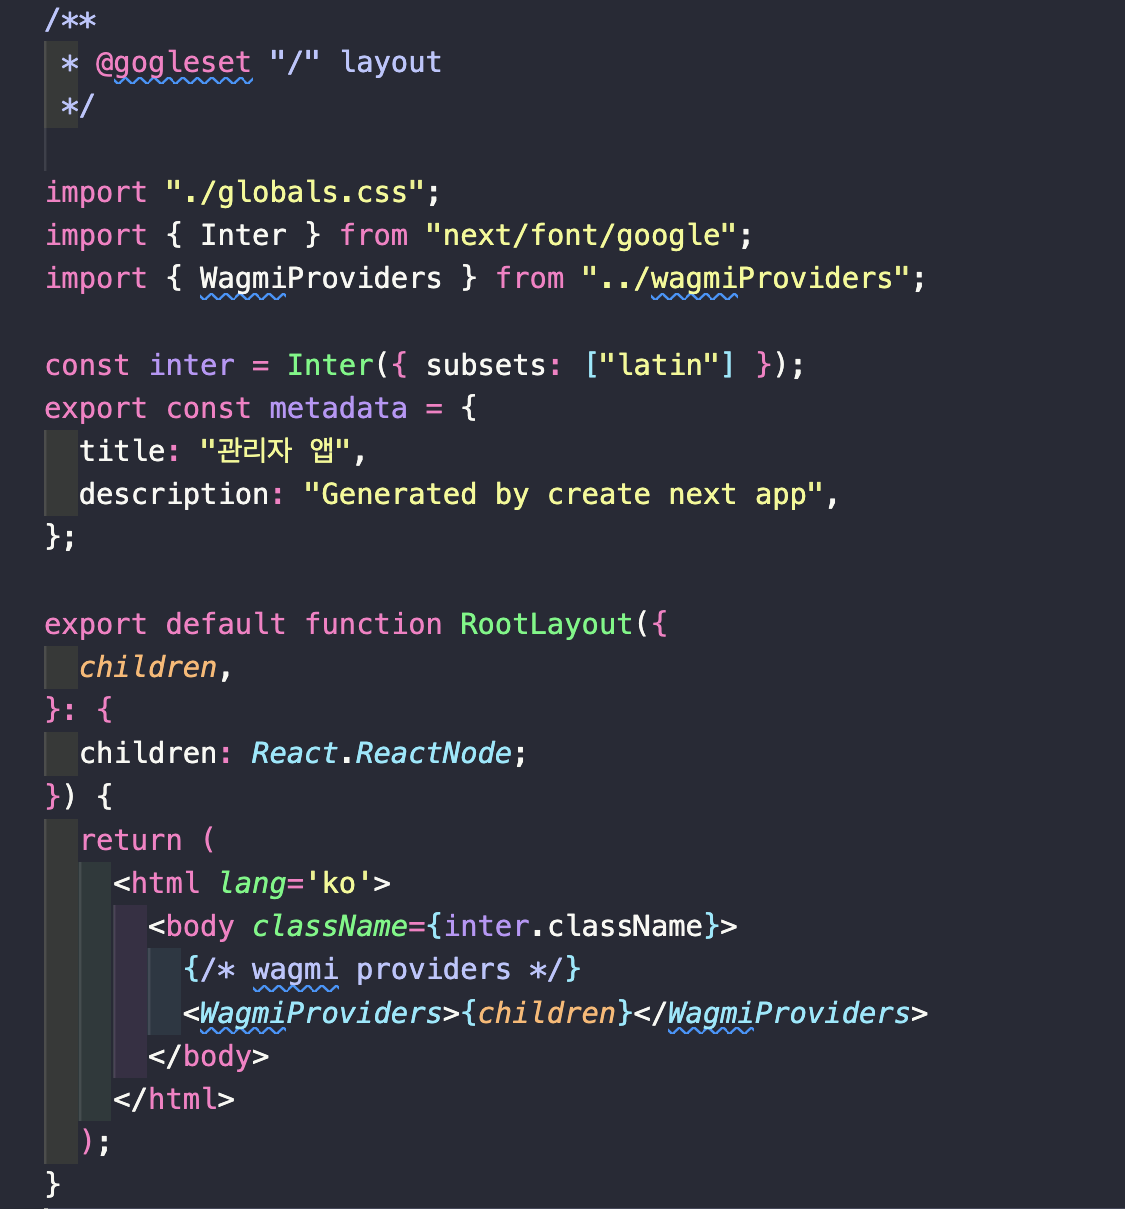 /**
 * @gogleset "/" layout
 */

import "./globals.css";
import { Inter } from "next/font/google";
import { WagmiProviders } from "../wagmiProviders";

const inter = Inter({ subsets: ["latin"] });
export const metadata = {
  title: "관리자 앱",
  description: "Generated by create next app",
};

export default function RootLayout({
  children,
}: {
  children: React.ReactNode;
}) {
  return (
    <html lang='ko'>
      <body className={inter.className}>
        {/* wagmi providers */}
        <WagmiProviders>{children}</WagmiProviders>
      </body>
    </html>
  );
}